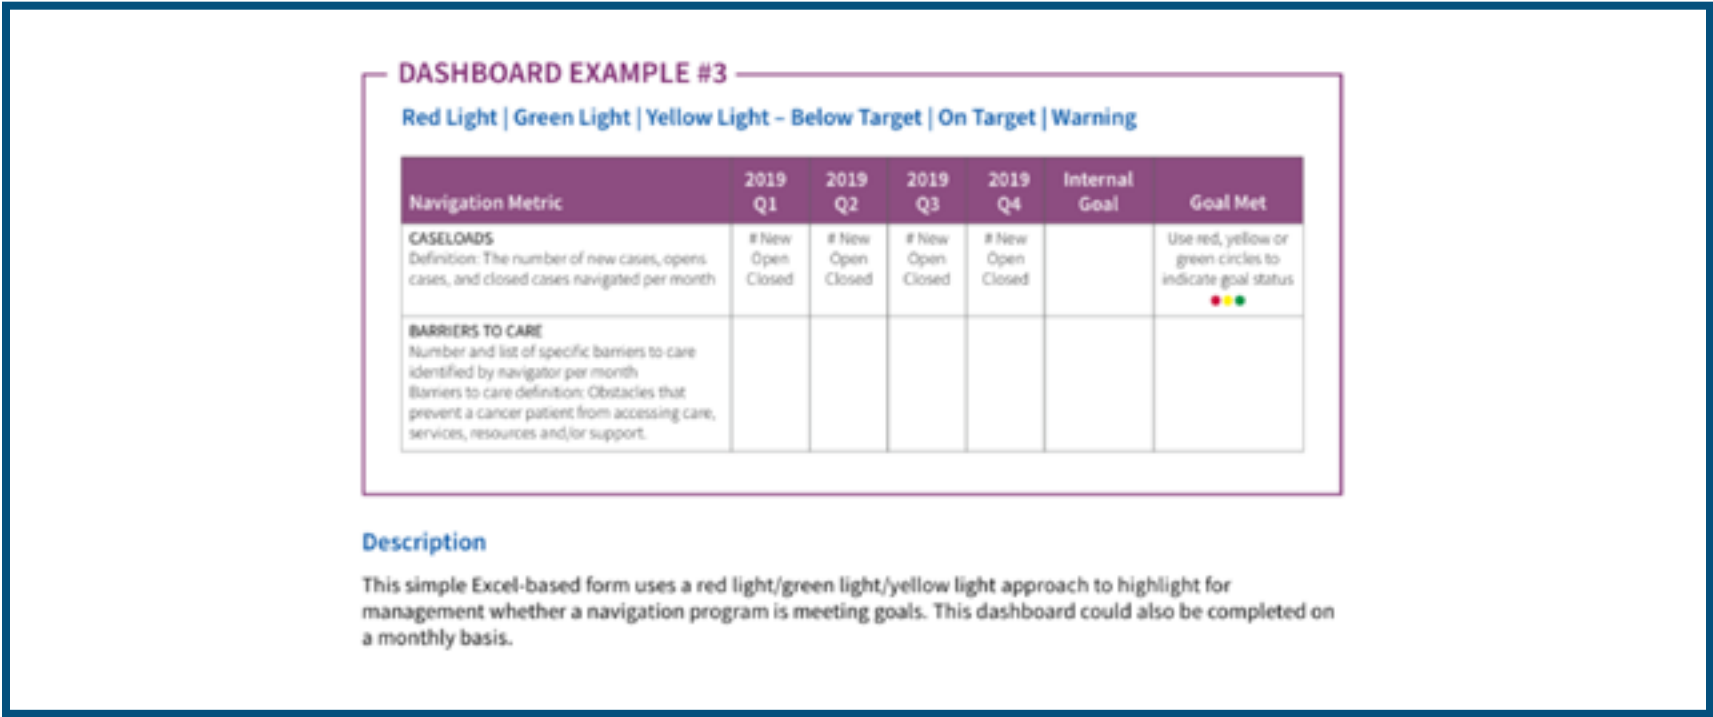 DASHBOARD EXAMPLE #3
Red Light | Green Light | Yellow Light – Below Target | On Target | Warning
Navigation Metric
2019 Q1
2019 Q2
2019 Q3
2019 Q4
Internal Goal
Goal Met
CASELOADS
Definition: The number of new cases, opens
cases, and closed cases navigated per month
# New
Open
Closed
# New
Open
Closed
# New
Open
Closed
# New
Open
Closed
Use red, yellow or
green circles to
indicate goal status
BARRIERS TO CARE
Number and list of specific barriers to care
identified by navigator per month
Barriers to care definition: Obstacles that
prevent a cancer patient from accessing care,
services, resources and/or support.
Description
This simple Excel-based form uses a red light/green light/yellow light approach to highlight for
management whether a navigation program is meeting goals. This dashboard could also be completed on
a monthly basis.